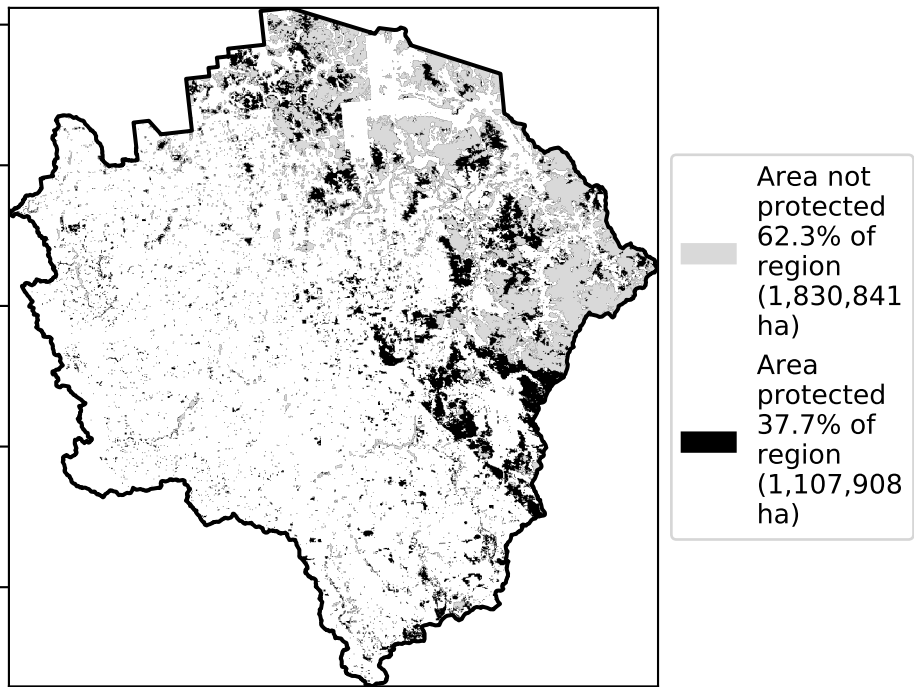 Area not
protected
62.3% of
region
(1,830,841
ha)
Area
protected
37.7% of
region
(1,107,908
ha)